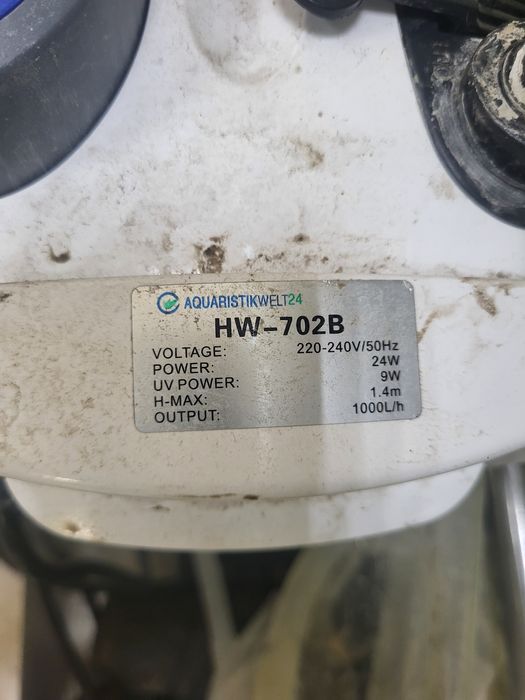 AQUARISTIKWELT24
HW-702B
VOLTAGE: 220-240V/50Hz
POWER: 24W
UV POWER: 9W
H-MAX: 1.4m
OUTPUT: 1000L/h